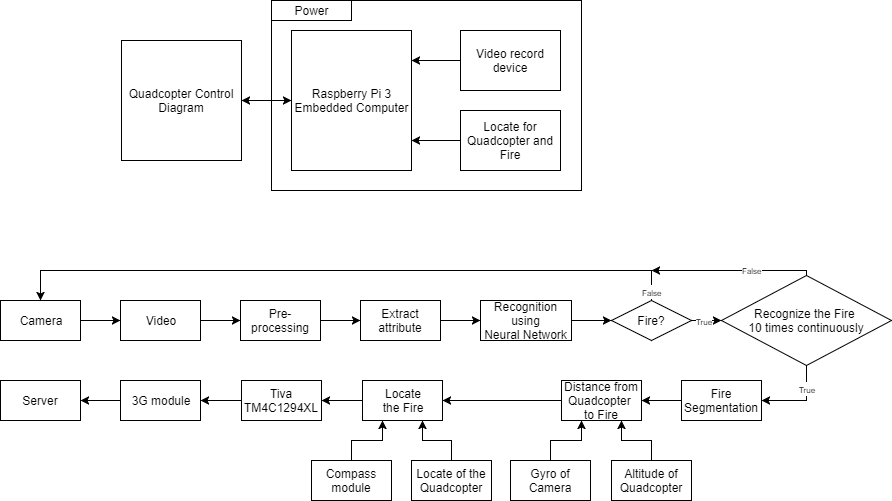 Power
Quadcopter Control
Diagram
Raspberry Pi 3
Embedded Computer
Video record
device
Locate for
Quadcopter and
Fire
False
False
Camera
Video
Pre-
processing
Extract
attribute
Recognition
using
Neural Network
Fire?
True
Recognize the Fire
10 times continuously
True
Server
3G module
Tiva
TM4C1294XL
Locate
the Fire
Distance from
Quadcopter
to Fire
Fire
Segmentation
Compass
module
Locate of the
Quadcopter
Gyro of
Camera
Altitude of
Quadcopter